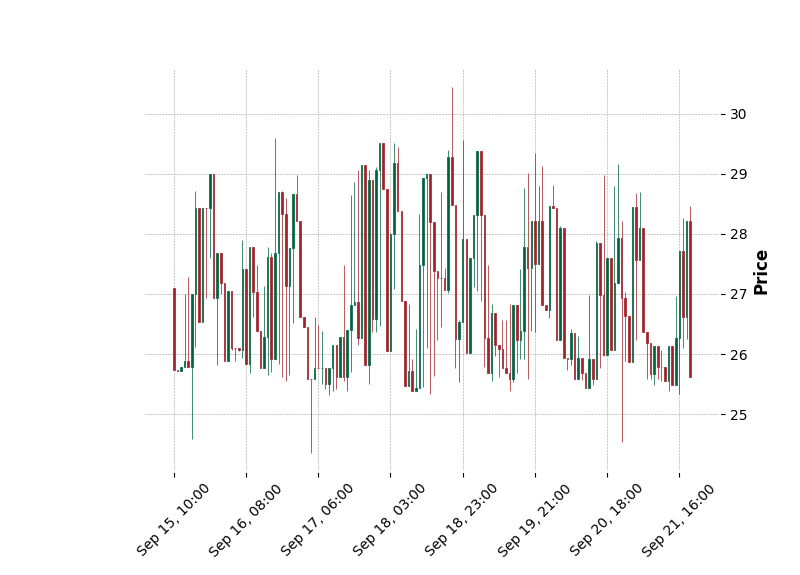 30
29
28
27
26
25
Price
Sep 15, 10:00
Sep 16, 08:00
Sep 17, 06:00
Sep 18, 03:00
Sep 18, 23:00
Sep 19, 21:00
Sep 20, 18:00
Sep 21, 16:00